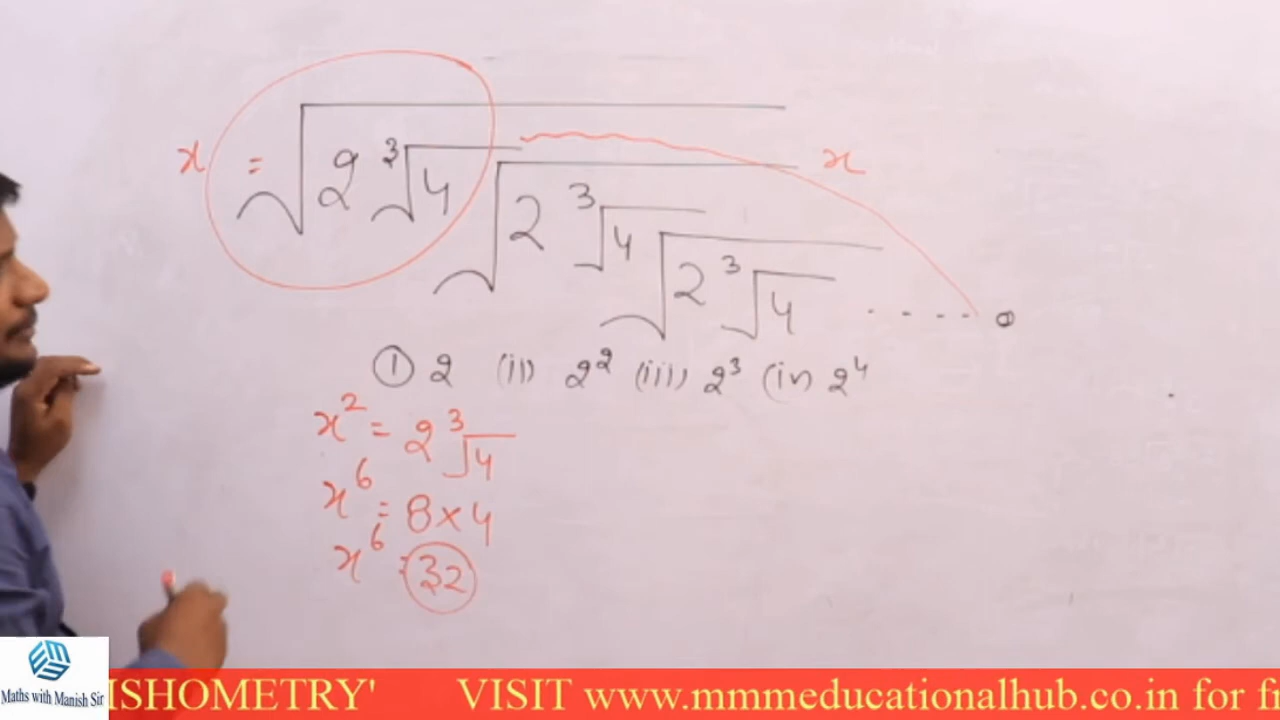 x = √2 ³√4 √2 ³√4 √2 ³√4 ..... x
① 2 (ii) 2² (iii) 2³ (iv) 2⁴
x² = 2 ³√4
x⁶ = 8 × 4
x⁶ = 32
Maths with Manish Sir
ISHOMETRY' VISIT www.mmmeducationalhub.co.in for fi